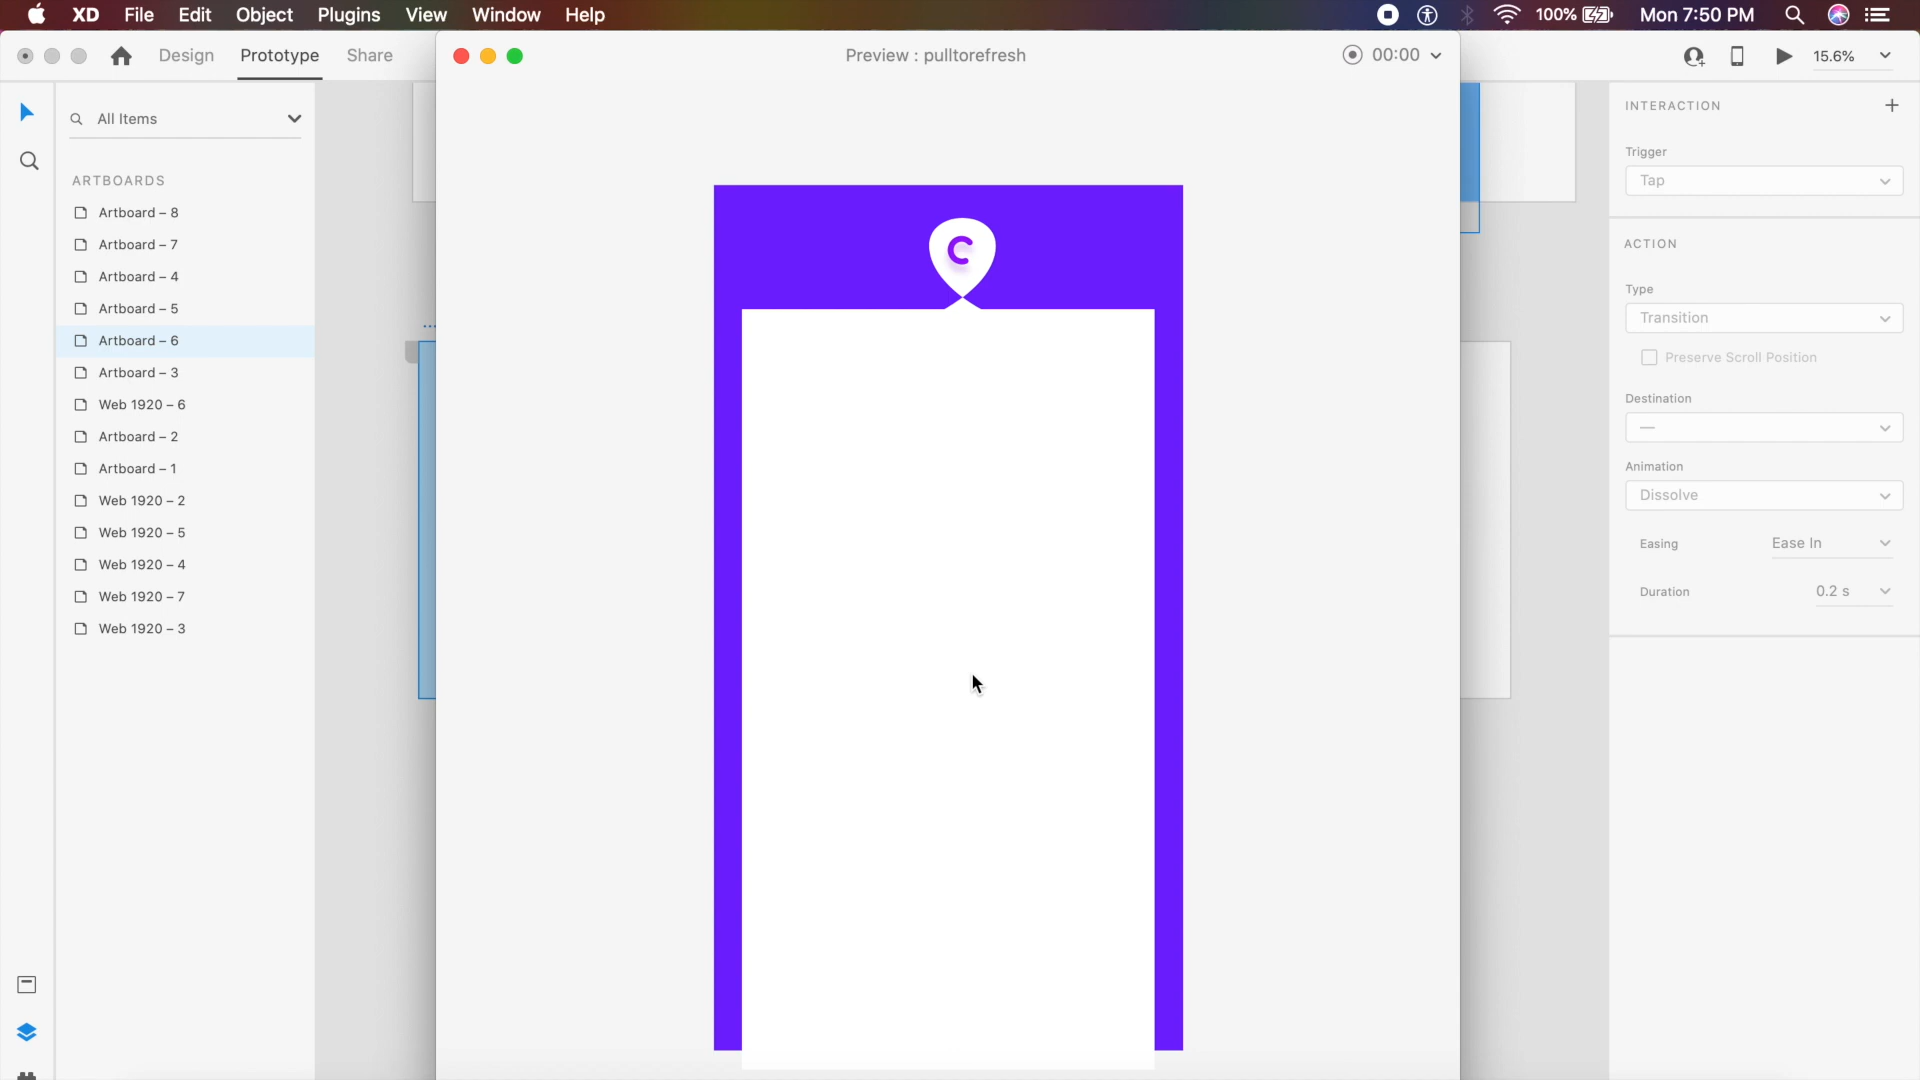 XD File Edit Object Plugins View Window Help 100% Mon 7:50 PM
Design Prototype Share Preview : pulltorefresh 00:00 15.6%
All Items
ARTBOARDS
Artboard – 8
Artboard – 7
Artboard – 4
Artboard – 5
Artboard – 6
Artboard – 3
Web 1920 – 6
Artboard – 2
Artboard – 1
Web 1920 – 2
Web 1920 – 5
Web 1920 – 4
Web 1920 – 7
Web 1920 – 3
C
INTERACTION
Trigger
Tap
ACTION
Type
Transition
Preserve Scroll Position
Destination
—
Animation
Dissolve
Easing Ease In
Duration 0.2 s